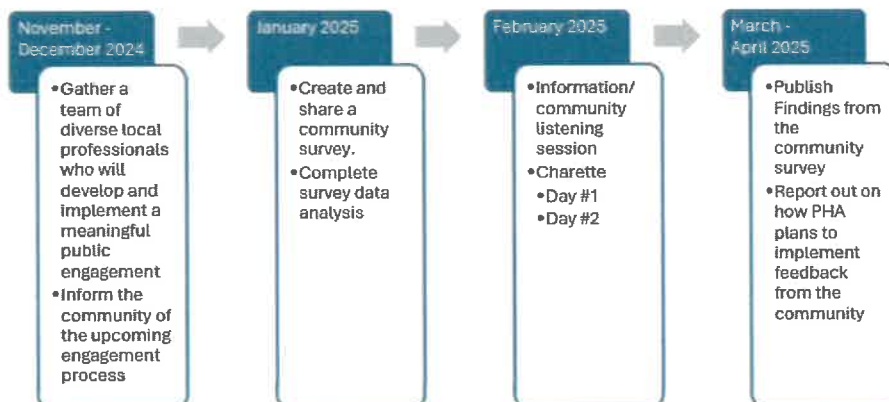 November -
December 2024
•Gather a
team of
diverse local
professionals
who will
develop and
implement a
meaningful
public
engagement
•Inform the
community of
the upcoming
engagement
process
January 2025
•Create and
share a
community
survey.
•Complete
survey data
analysis
February 2025
•Information/
community
listening
session
•Charette
•Day #1
•Day #2
March -
April 2025
•Publish
Findings from
the
community
survey
•Report out on
how PHA
plans to
implement
feedback
from the
community